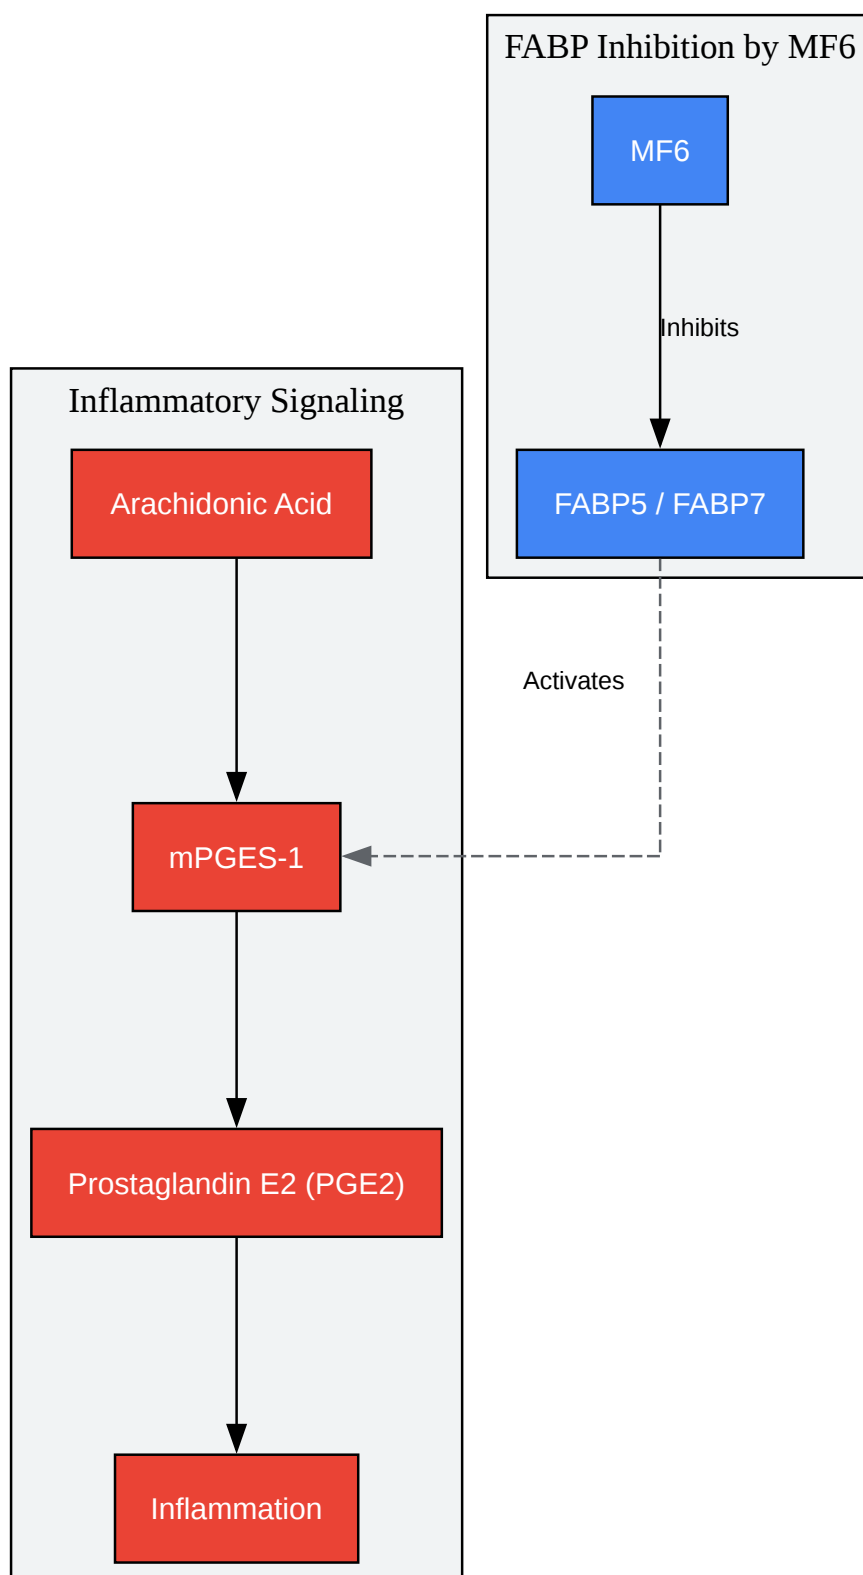 FABP Inhibition by MF6
MF6
Inhibits
FABP5 / FABP7
Activates
Inflammatory Signaling
Arachidonic Acid
mPGES-1
Prostaglandin E2 (PGE2)
Inflammation